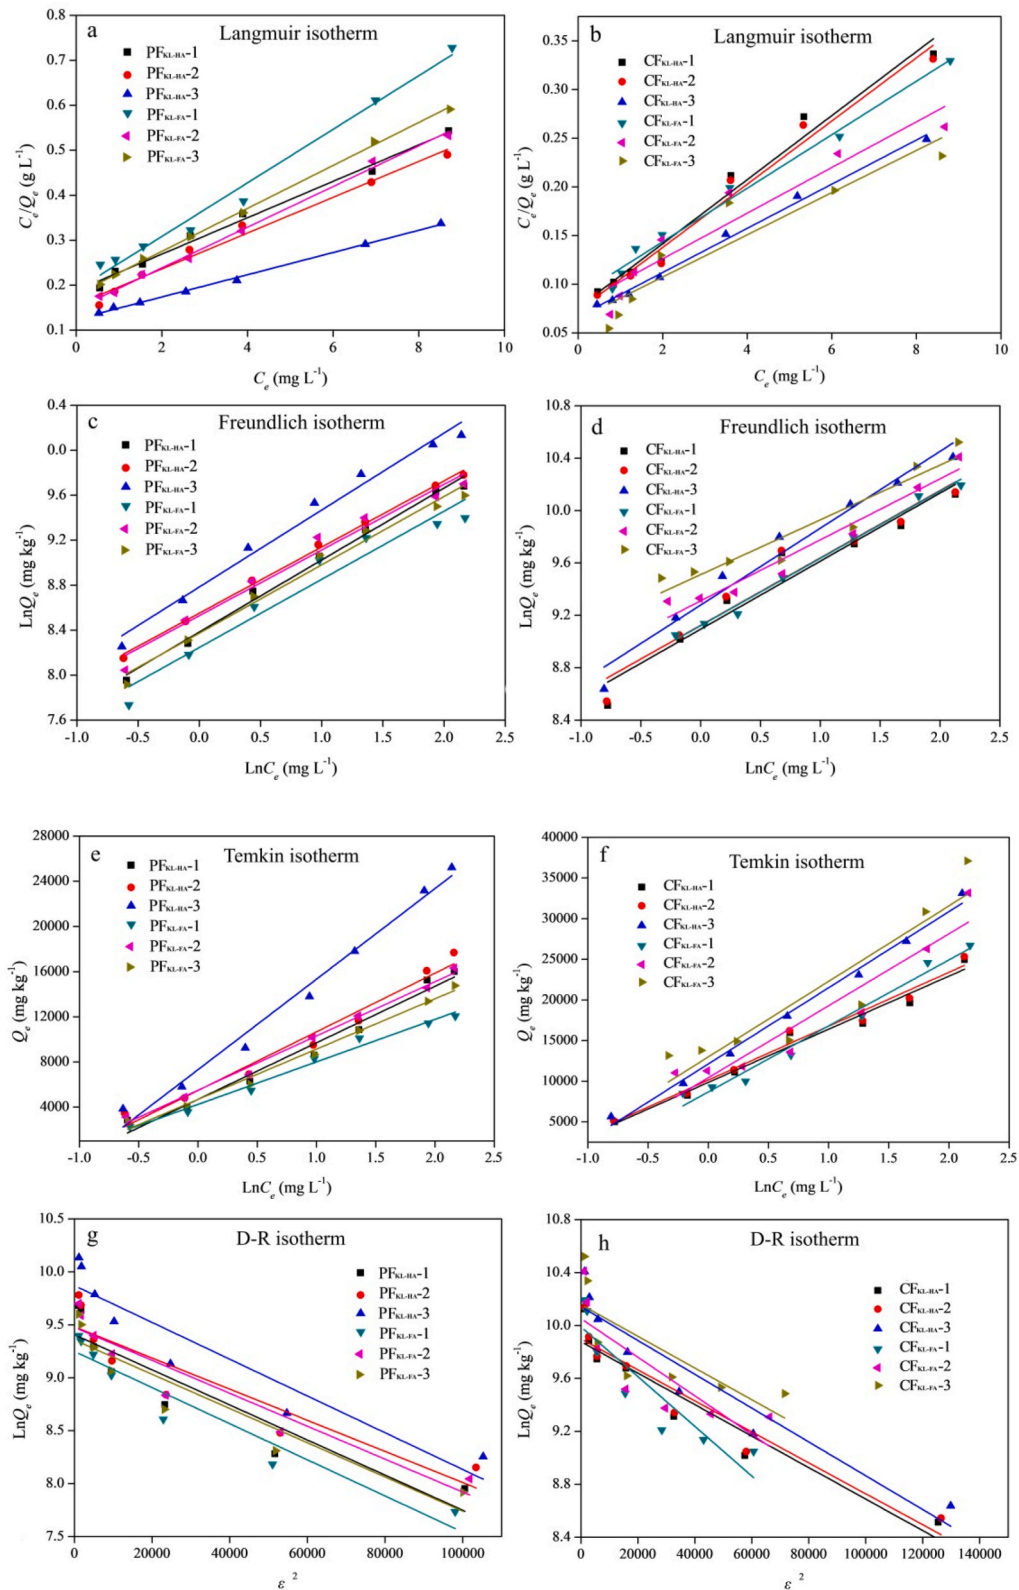 a
Langmuir isotherm
PFKL-HA-1
PFKL-HA-2
PFKL-HA-3
PFKL-FA-1
PFKL-FA-2
PFKL-FA-3
0.8
0.7
0.6
0.5
0.4
0.3
0.2
0.1
Ce/Qe (g L-1)
0 2 4 6 8 10
Ce (mg L-1)
b
Langmuir isotherm
CFKL-HA-1
CFKL-HA-2
CFKL-HA-3
CFKL-FA-1
CFKL-FA-2
CFKL-FA-3
0.35
0.30
0.25
0.20
0.15
0.10
0.05
Ce/Qe (g L-1)
0 2 4 6 8 10
Ce (mg L-1)
c
Freundlich isotherm
PFKL-HA-1
PFKL-HA-2
PFKL-HA-3
PFKL-FA-1
PFKL-FA-2
PFKL-FA-3
0.4
0.0
9.6
9.2
8.8
8.4
8.0
7.6
LnQe (mg kg-1)
-1.0 -0.5 0.0 0.5 1.0 1.5 2.0 2.5
LnCe (mg L-1)
d
Freundlich isotherm
CFKL-HA-1
CFKL-HA-2
CFKL-HA-3
CFKL-FA-1
CFKL-FA-2
CFKL-FA-3
10.8
10.4
10.0
9.6
9.2
8.8
8.4
LnQe (mg kg-1)
-1.0 -0.5 0.0 0.5 1.0 1.5 2.0 2.5
LnCe (mg L-1)
e
Temkin isotherm
PFKL-HA-1
PFKL-HA-2
PFKL-HA-3
PFKL-FA-1
PFKL-FA-2
PFKL-FA-3
28000
24000
20000
16000
12000
8000
4000
Qe (mg kg-1)
-1.0 -0.5 0.0 0.5 1.0 1.5 2.0 2.5
LnCe (mg L-1)
f
Temkin isotherm
CFKL-HA-1
CFKL-HA-2
CFKL-HA-3
CFKL-FA-1
CFKL-FA-2
CFKL-FA-3
40000
35000
30000
25000
20000
15000
10000
5000
Qe (mg kg-1)
-1.0 -0.5 0.0 0.5 1.0 1.5 2.0 2.5
LnCe (mg L-1)
g
D-R isotherm
PFKL-HA-1
PFKL-HA-2
PFKL-HA-3
PFKL-FA-1
PFKL-FA-2
PFKL-FA-3
10.5
10.0
9.5
9.0
8.5
8.0
7.5
LnQe (mg kg-1)
0 20000 40000 60000 80000 100000
ε 2
h
D-R isotherm
CFKL-HA-1
CFKL-HA-2
CFKL-HA-3
CFKL-FA-1
CFKL-FA-2
CFKL-FA-3
10.8
10.4
10.0
9.6
9.2
8.8
8.4
LnQe (mg kg-1)
0 20000 40000 60000 80000 100000 120000 140000
ε 2